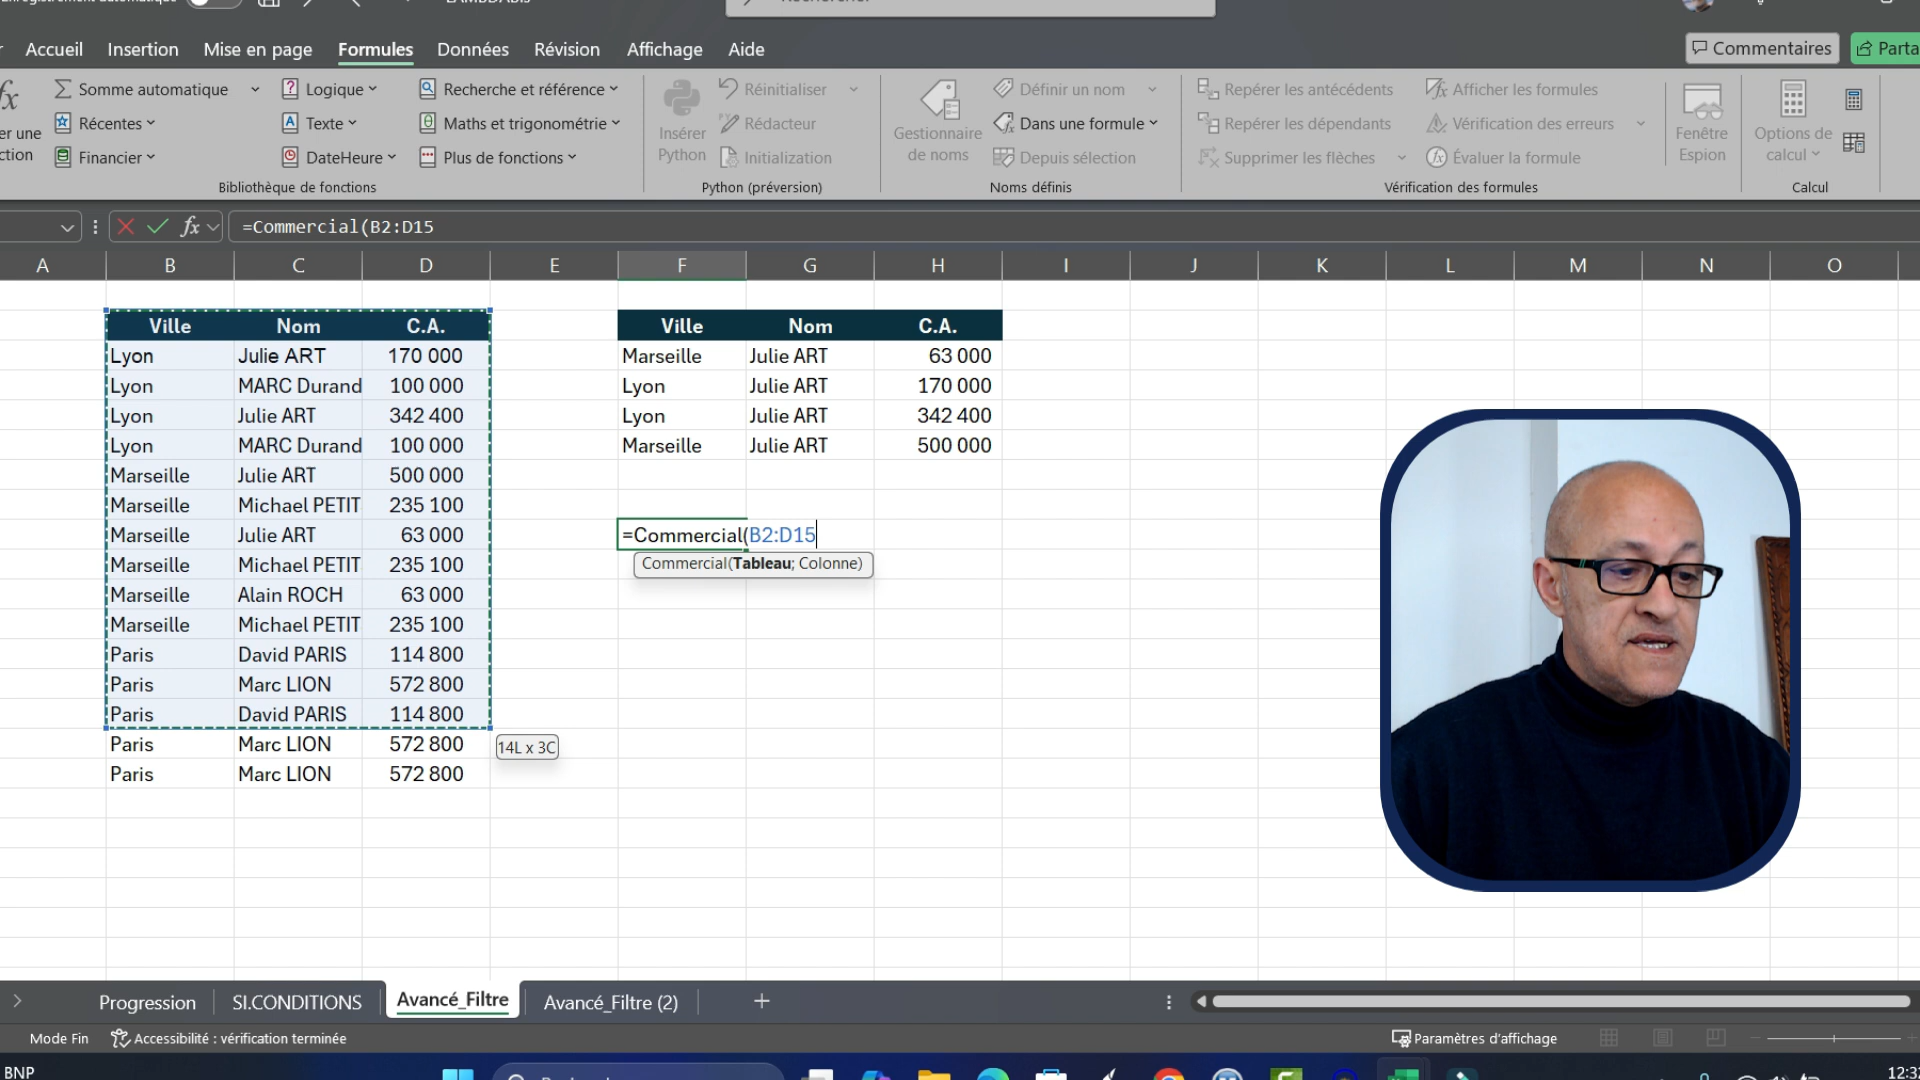 Accueil Insertion Mise en page Formules Données Révision Affichage Aide
Commentaires
Somme automatique
Récentes
Financier
Logique
Texte
DateHeure
Recherche et référence
Maths et trigonométrie
Plus de fonctions
Bibliothèque de fonctions
Insérer
Python
Réinitialiser
Rédacteur
Initialization
Python (préversion)
Gestionnaire
de noms
Définir un nom
Dans une formule
Depuis sélection
Noms définis
Repérer les antécédents
Repérer les dépendants
Supprimer les flèches
Afficher les formules
Vérification des erreurs
Évaluer la formule
Vérification des formules
Fenêtre
Espion
Options de
calcul
Calcul
fx =Commercial(B2:D15
A B C D E F G H I J K L M N O
Ville Nom C.A.
Lyon Julie ART 170 000
Lyon MARC Durand 100 000
Lyon Julie ART 342 400
Lyon MARC Durand 100 000
Marseille Julie ART 500 000
Marseille Michael PETIT 235 100
Marseille Julie ART 63 000
Marseille Michael PETIT 235 100
Marseille Alain ROCH 63 000
Marseille Michael PETIT 235 100
Paris David PARIS 114 800
Paris Marc LION 572 800
Paris David PARIS 114 800
Paris Marc LION 572 800
Paris Marc LION 572 800
14L x 3C
Ville Nom C.A.
Marseille Julie ART 63 000
Lyon Julie ART 170 000
Lyon Julie ART 342 400
Marseille Julie ART 500 000
=Commercial(B2:D15
Commercial(Tableau; Colonne)
Progression SI.CONDITIONS Avancé_Filtre Avancé_Filtre (2)
Mode Fin Accessibilité : vérification terminée Paramètres d'affichage
BNP